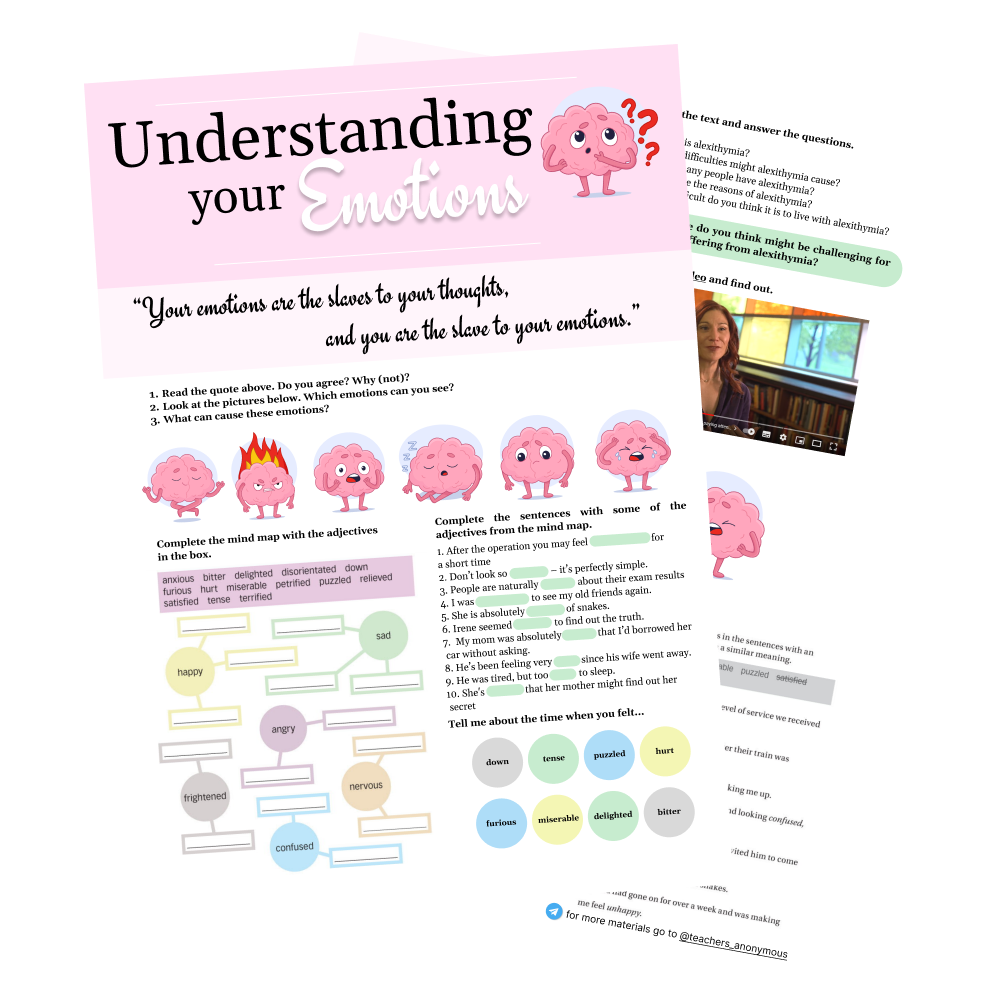 Understanding
your Emotions
“Your emotions are the slaves to your thoughts,
and you are the slave to your emotions.”
1. Read the quote above. Do you agree? Why (not)?
2. Look at the pictures below. Which emotions can you see?
3. What can cause these emotions?
Complete the mind map with the adjectives
in the box.
anxious bitter delighted disorientated down
furious hurt miserable petrified puzzled relieved
satisfied tense terrified
sad
happy
angry
frightened
nervous
confused
Complete the sentences with some of the
adjectives from the mind map.
1. After the operation you may feel for
a short time
2. Don’t look so – it’s perfectly simple.
3. People are naturally about their exam results
4. I was to see my old friends again.
5. She is absolutely of snakes.
6. Irene seemed to find out the truth.
7. My mom was absolutely that I’d borrowed her
car without asking.
8. He’s been feeling very since his wife went away.
9. He was tired, but too to sleep.
10. She’s that her mother might find out her
secret
Tell me about the time when you felt...
down tense puzzled hurt
furious miserable delighted bitter
the text and answer the questions.
is alexithymia?
difficulties might alexithymia cause?
any people have alexithymia?
e the reasons of alexithymia?
icult do you think it is to live with alexithymia?
do you think might be challenging for
ffering from alexithymia?
deo and find out.
s in the sentences with an
a similar meaning.
able puzzled satisfied
evel of service we received
er their train was
king me up.
nd looking confused,
vited him to come
nakes.
had gone on for over a week and was making
me feel unhappy.
for more materials go to @teachers_anonymous